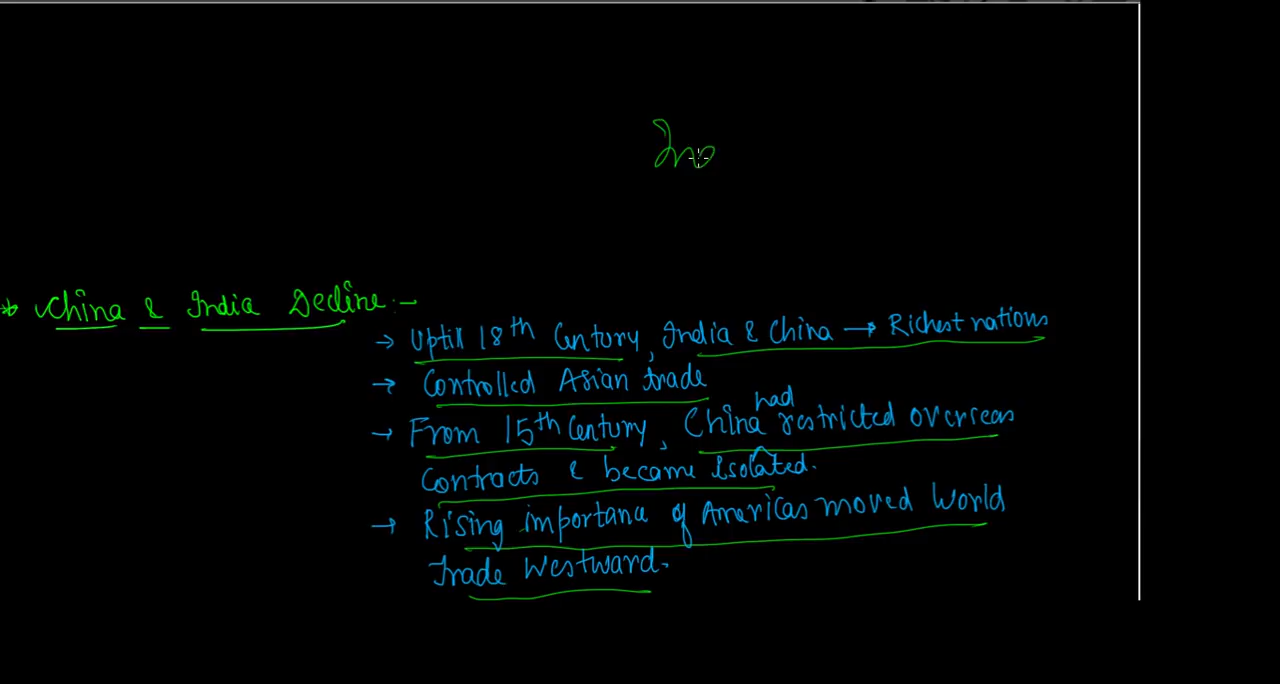 * China & India Decline:-
→ Uptill 18th Century, India & China → Richest nations
→ Controlled Asian trade
had
→ From 15th Century, China restricted overseas
Contracts & became isolated.
→ Rising importance of Americas moved World
Trade Westward.